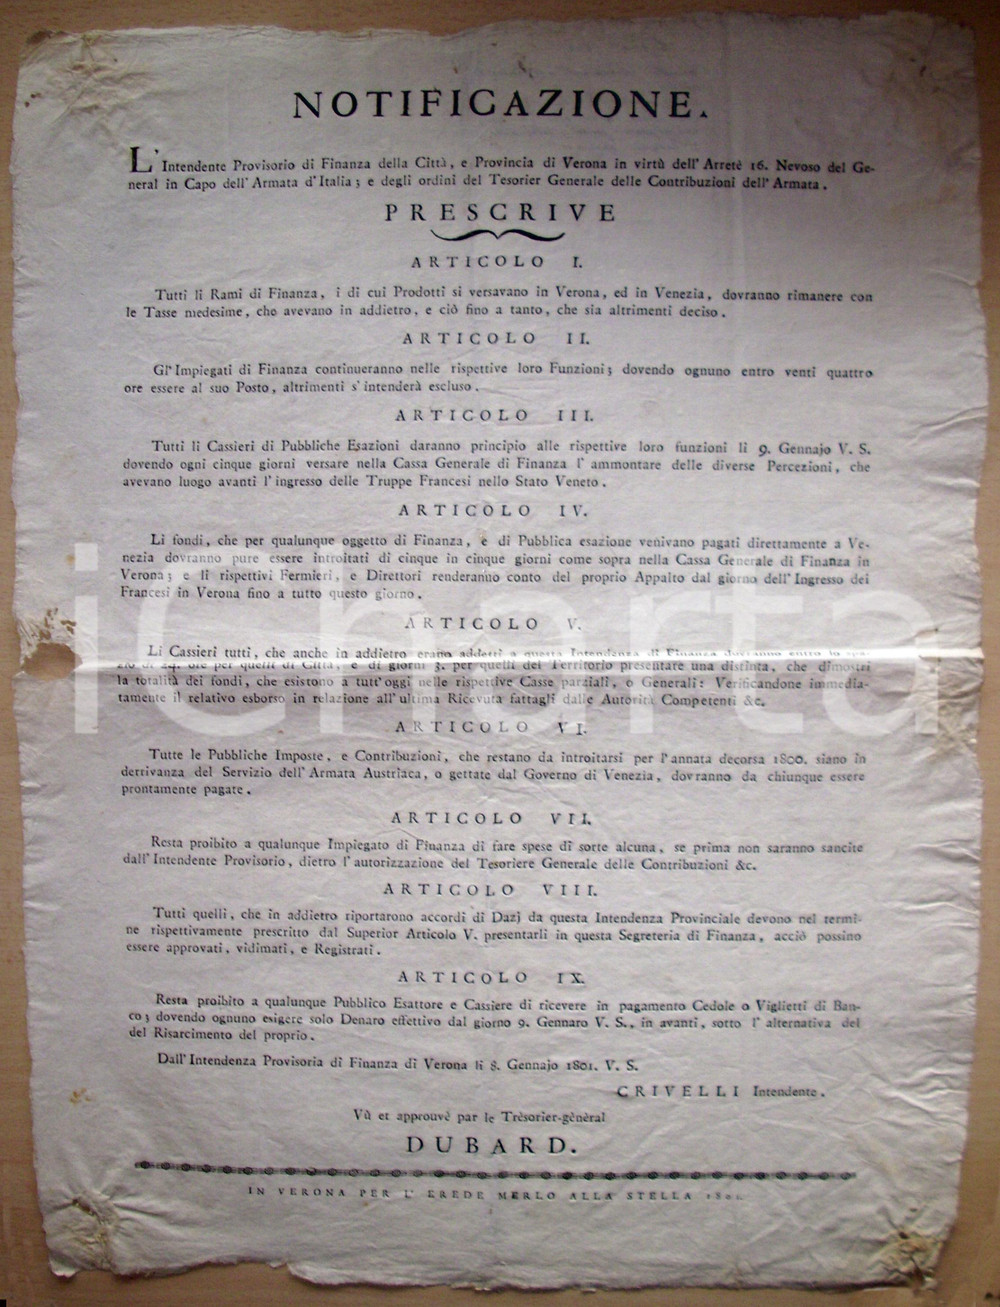 NOTIFICAZIONE.
L'Intendente Provisorio di Finanza della Città, e Provincia di Verona in virtù dell'Arretè 16. Nevoso del Ge-
neral in Capo dell'Armata d'Italia; e degli ordini del Tesorier Generale delle Contribuzioni dell'Armata.
PRESCRIVE
ARTICOLO I.
Tutti li Rami di Finanza, i di cui Prodotti si versavano in Verona, ed in Venezia, dovranno rimanere con
le Tasse medesime, che avevano in addietro, e ciò fino a tanto, che sia altrimenti deciso.
ARTICOLO II.
Gl'Impiegati di Finanza continueranno nelle rispettive loro Funzioni; dovendo ognuno entro venti quattro
ore essere al suo Posto, altrimenti s'intenderà escluso.
ARTICOLO III.
Tutti li Cassieri di Pubbliche Esazioni daranno principio alle rispettive loro funzioni li 9. Gennajo V. S.
dovendo ogni cinque giorni versare nella Cassa Generale di Finanza l'ammontare delle diverse Percezioni, che
avevano luogo avanti l'ingresso delle Truppe Francesi nello Stato Veneto.
ARTICOLO IV.
Li fondi, che per qualunque oggetto di Finanza, e di Pubblica esazione venivano pagati direttamente a Ve-
nezia dovranno pure essere introitati di cinque in cinque giorni come sopra nella Cassa Generale di Finanza in
Verona; e li rispettivi Fermieri, e Direttori renderanno conto del proprio Appalto dal giorno dell'Ingresso dei
Francesi in Verona fino a tutto questo giorno.
iCharta
ARTICOLO V.
Li Cassieri tutti, che anche in addietro erano addetti a questa Intendenza di Finanza dovranno entro lo spa-
zio di 24. ore per quelli di Città, e di giorni 3. per quelli del Territorio presentare una distinta, che dimostri
la totalità dei fondi, che esistono a tutt'oggi nelle rispettive Casse parziali, o Generali: Verificandone immedia-
tamente il relativo esborso in relazione all'ultima Ricevuta fattagli dalle Autorità Competenti &c.
ARTICOLO VI.
Tutte le Pubbliche Imposte, e Contribuzioni, che restano da introitarsi per l'annata decorsa 1800. siano in
derrivanza del Servizio dell'Armata Austriaca, o gettate dal Governo di Venezia, dovranno da chiunque essere
prontamente pagate.
ARTICOLO VII.
Resta proibito a qualunque Impiegato di Finanza di fare spese di sorte alcuna, se prima non saranno sancite
dall'Intendente Provisorio, dietro l'autorizzazione del Tesoriere Generale delle Contribuzioni &c.
ARTICOLO VIII.
Tutti quelli, che in addietro riportarono accordi di Dazj da questa Intendenza Provinciale devono nel termi-
ne rispettivamente prescritto dal Superior Articolo V. presentarli in questa Segreteria di Finanza, acciò possino
essere approvati, vidimati, e Registrati.
ARTICOLO IX.
Resta proibito a qualunque Pubblico Esattore e Cassiere di ricevere in pagamento Cedole o Viglietti di Ban-
co; dovendo ognuno esigere solo Denaro effettivo dal giorno 9. Gennaro V. S., in avanti, sotto l'alternativa del
del Risarcimento del proprio.
Dall'Intendenza Provisoria di Finanza di Verona li 8. Gennajo 1801. V. S.
CRIVELLI Intendente.
Vû et approuvé par le Trèsorier-gènèral
DUBARD.
IN VERONA PER L'EREDE MERLO ALLA STELLA 1801.